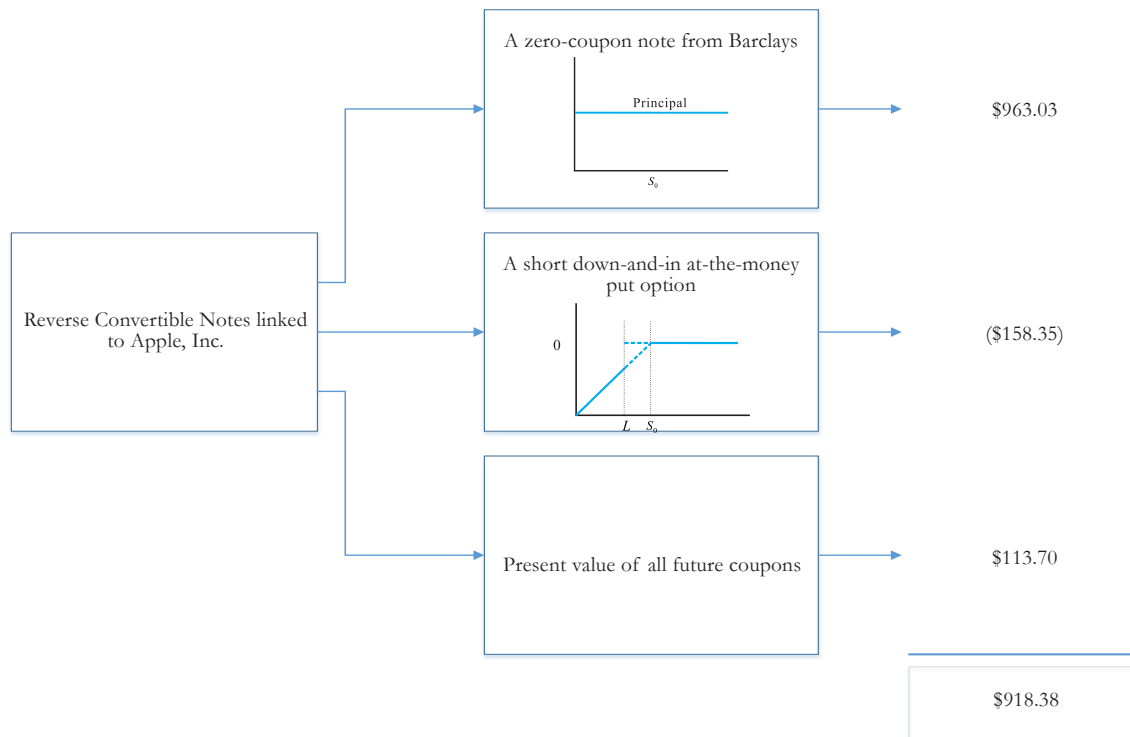 A zero-coupon note from Barclays
Principal
S₀
$963.03
Reverse Convertible Notes linked
to Apple, Inc.
A short down-and-in at-the-money
put option
0
L S₀
($158.35)
Present value of all future coupons
$113.70
$918.38